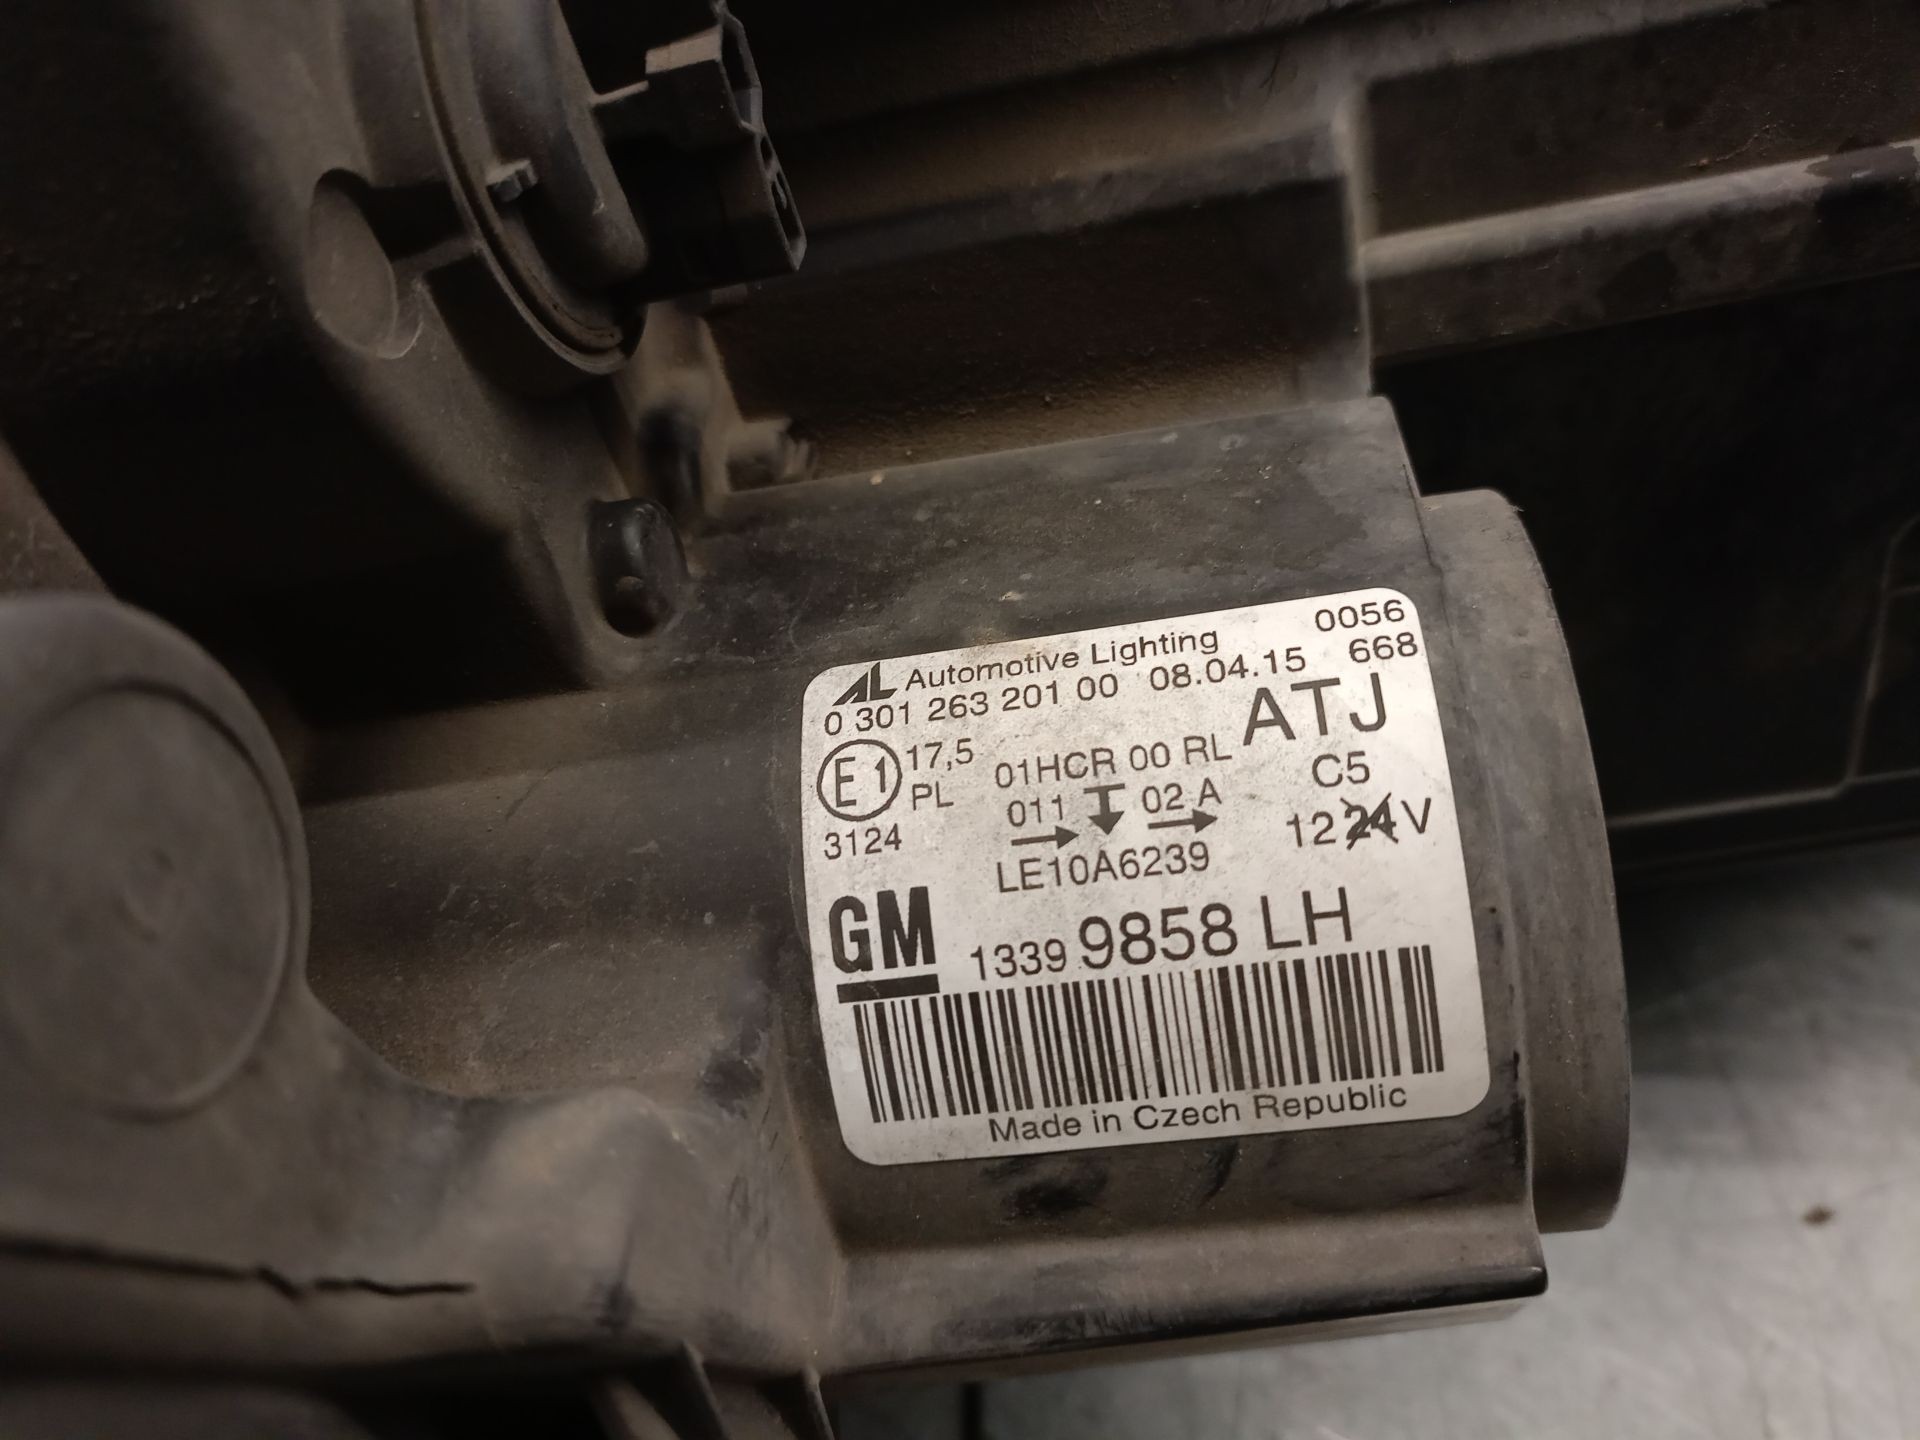 AL Automotive Lighting 0056
0 301 263 201 00 08.04.15 668
E1 17,5 PL 01HCR 00 RL ATJ
011 02 A C5
3124 LE10A6239 12 24 V
GM 1339 9858 LH
Made in Czech Republic